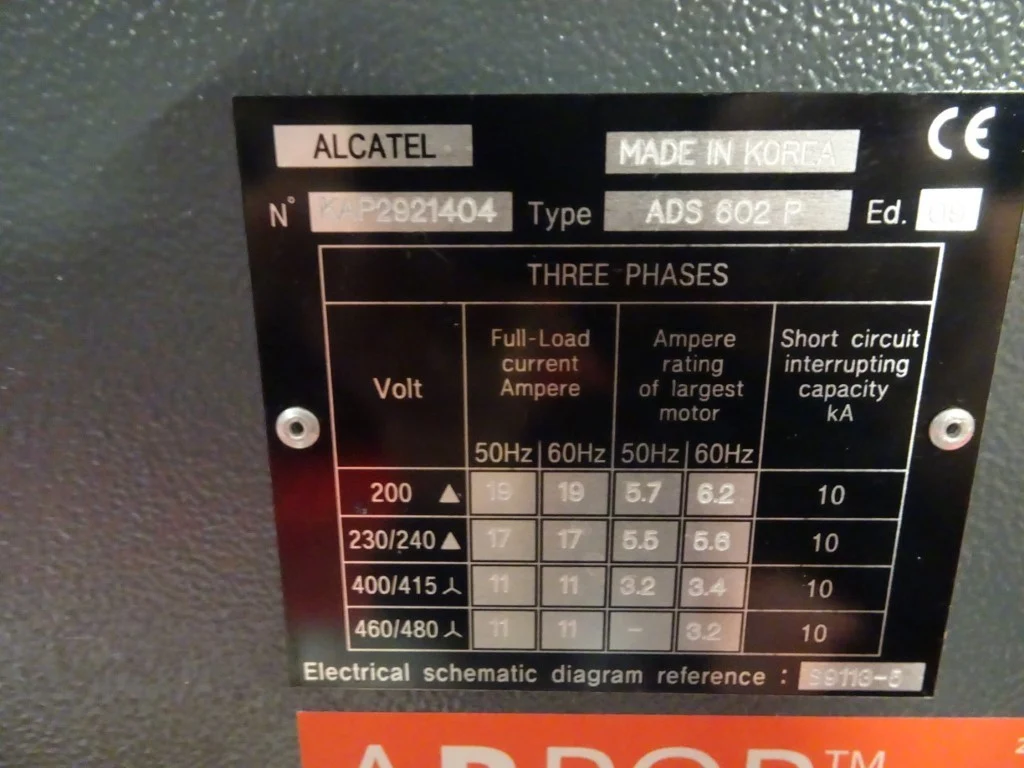 ALCATEL MADE IN KOREA CE
N° KAP2921404 Type ADS 602 P Ed.
THREE PHASES
Volt
Full-Load
current
Ampere
Ampere
rating
of largest
motor
Short circuit
interrupting
capacity
kA
50Hz 60Hz 50Hz 60Hz
200 19 19 5.7 6.2 10
230/240 17 17 5.5 5.6 10
400/415 11 11 3.2 3.4 10
460/480 11 11 - 3.2 10
Electrical schematic diagram reference :
TM
2